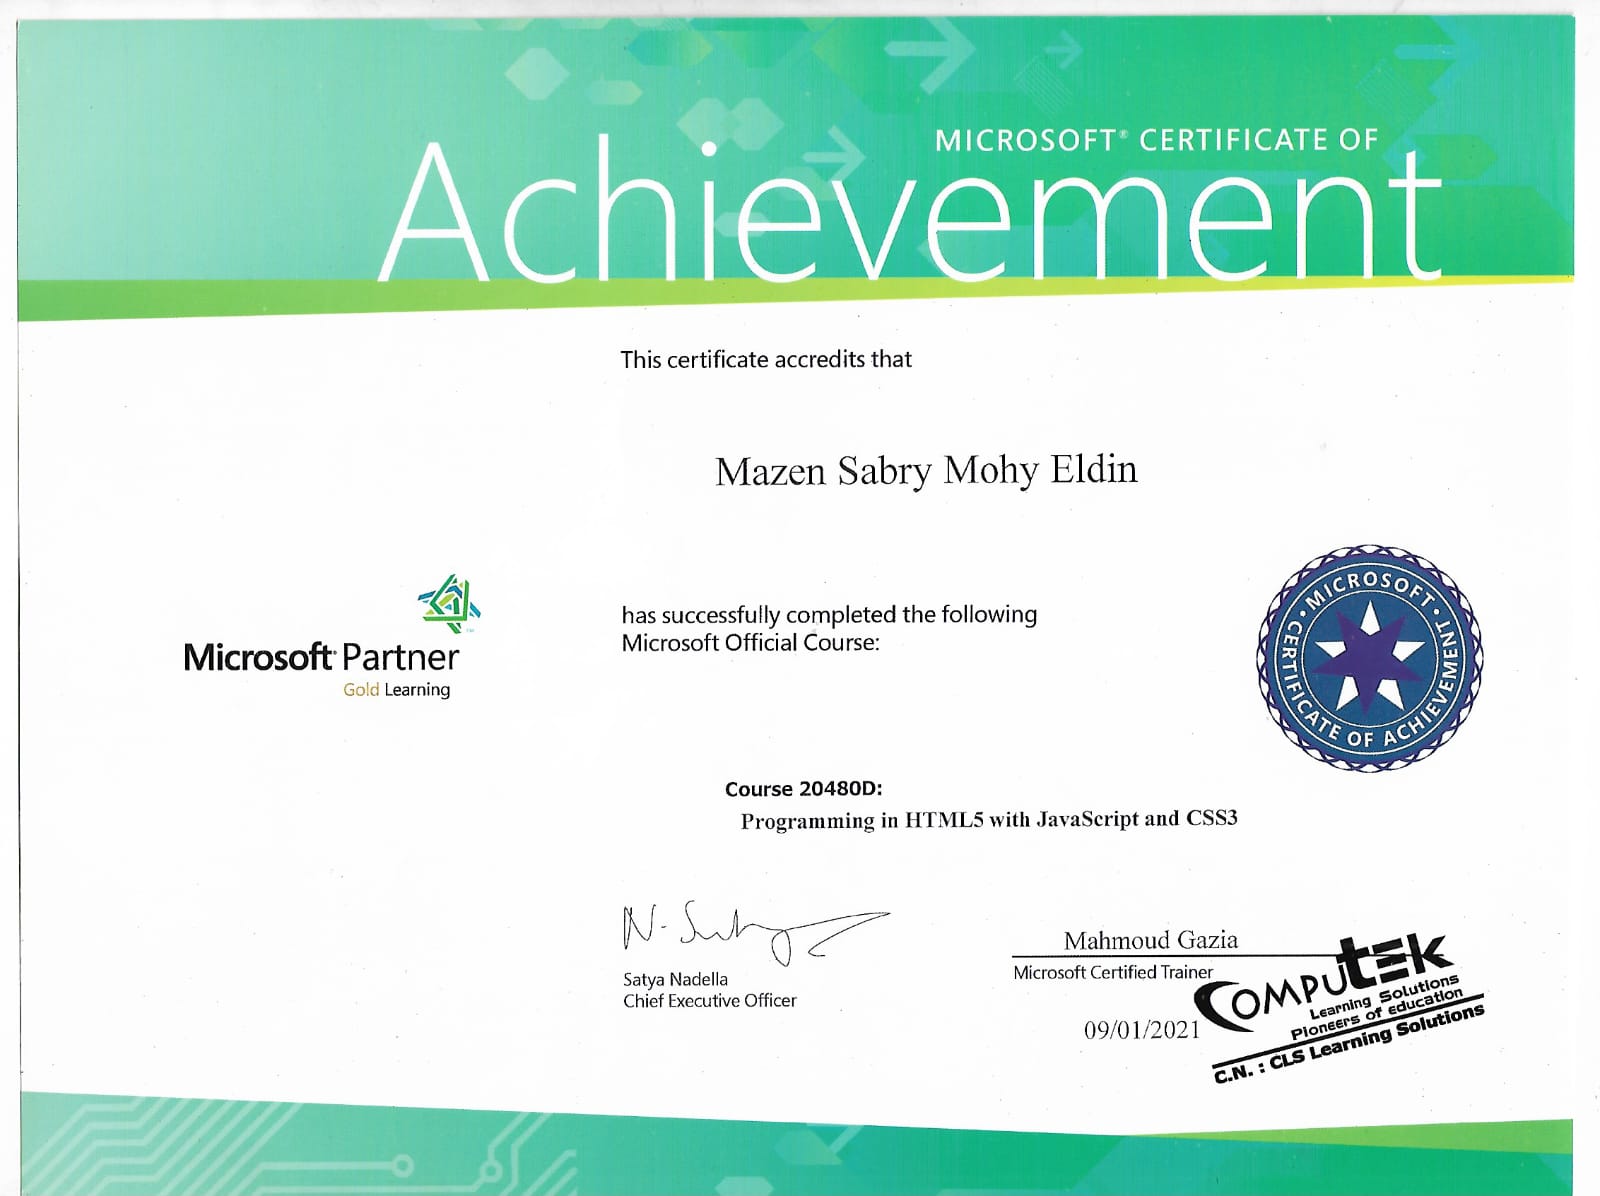 MICROSOFT® CERTIFICATE OF
Achievement
This certificate accredits that
Mazen Sabry Mohy Eldin
has successfully completed the following
Microsoft Official Course:
Microsoft Partner
Gold Learning
MICROSOFT • CERTIFICATE OF ACHIEVEMENT •
Course 20480D:
Programming in HTML5 with JavaScript and CSS3
Satya Nadella
Chief Executive Officer
Mahmoud Gazia
Microsoft Certified Trainer
09/01/2021
COMPUTEK
Learning Solutions
Pioneers of education
C.N. : CLS Learning Solutions